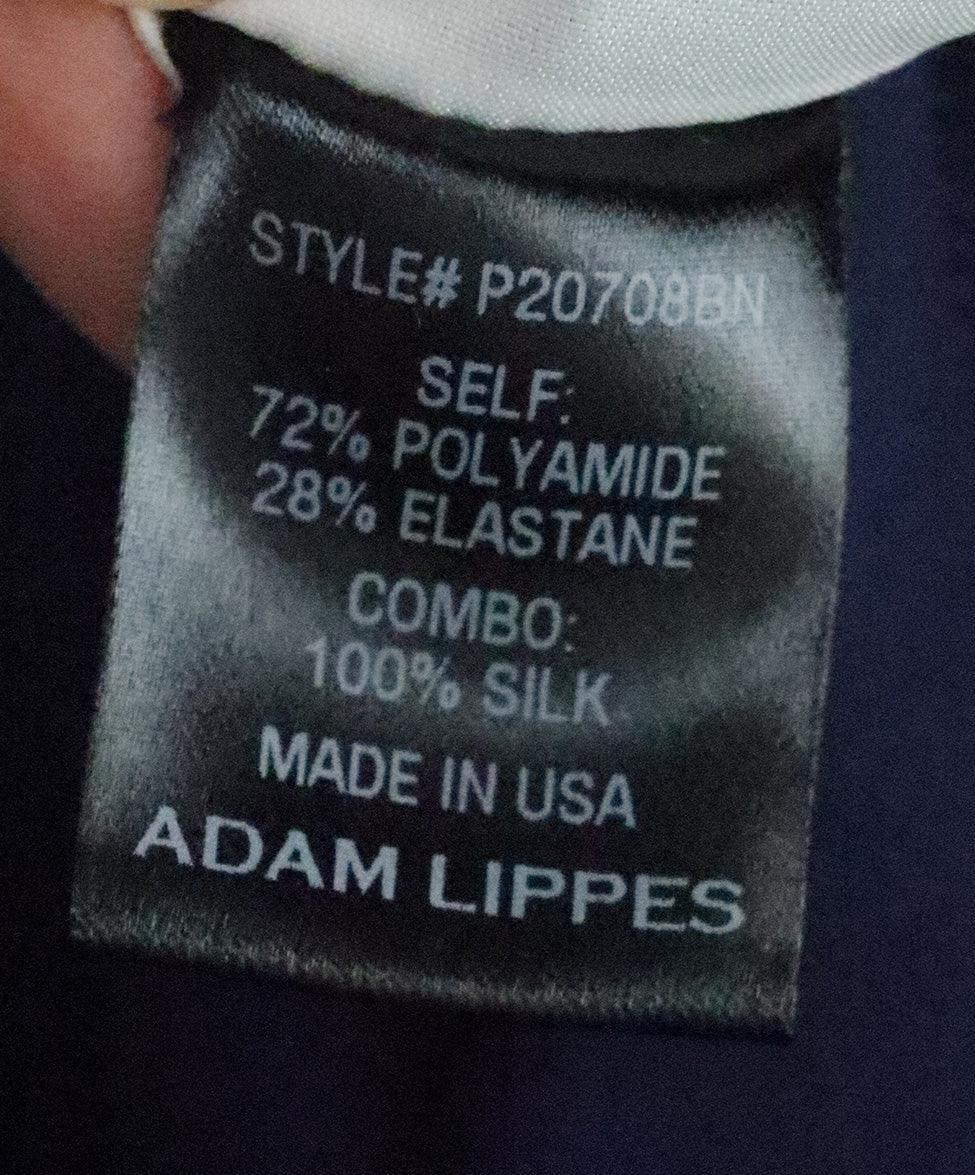 STYLE# P20708BN
SELF:
72% POLYAMIDE
28% ELASTANE
COMBO:
100% SILK
MADE IN USA
ADAM LIPPES